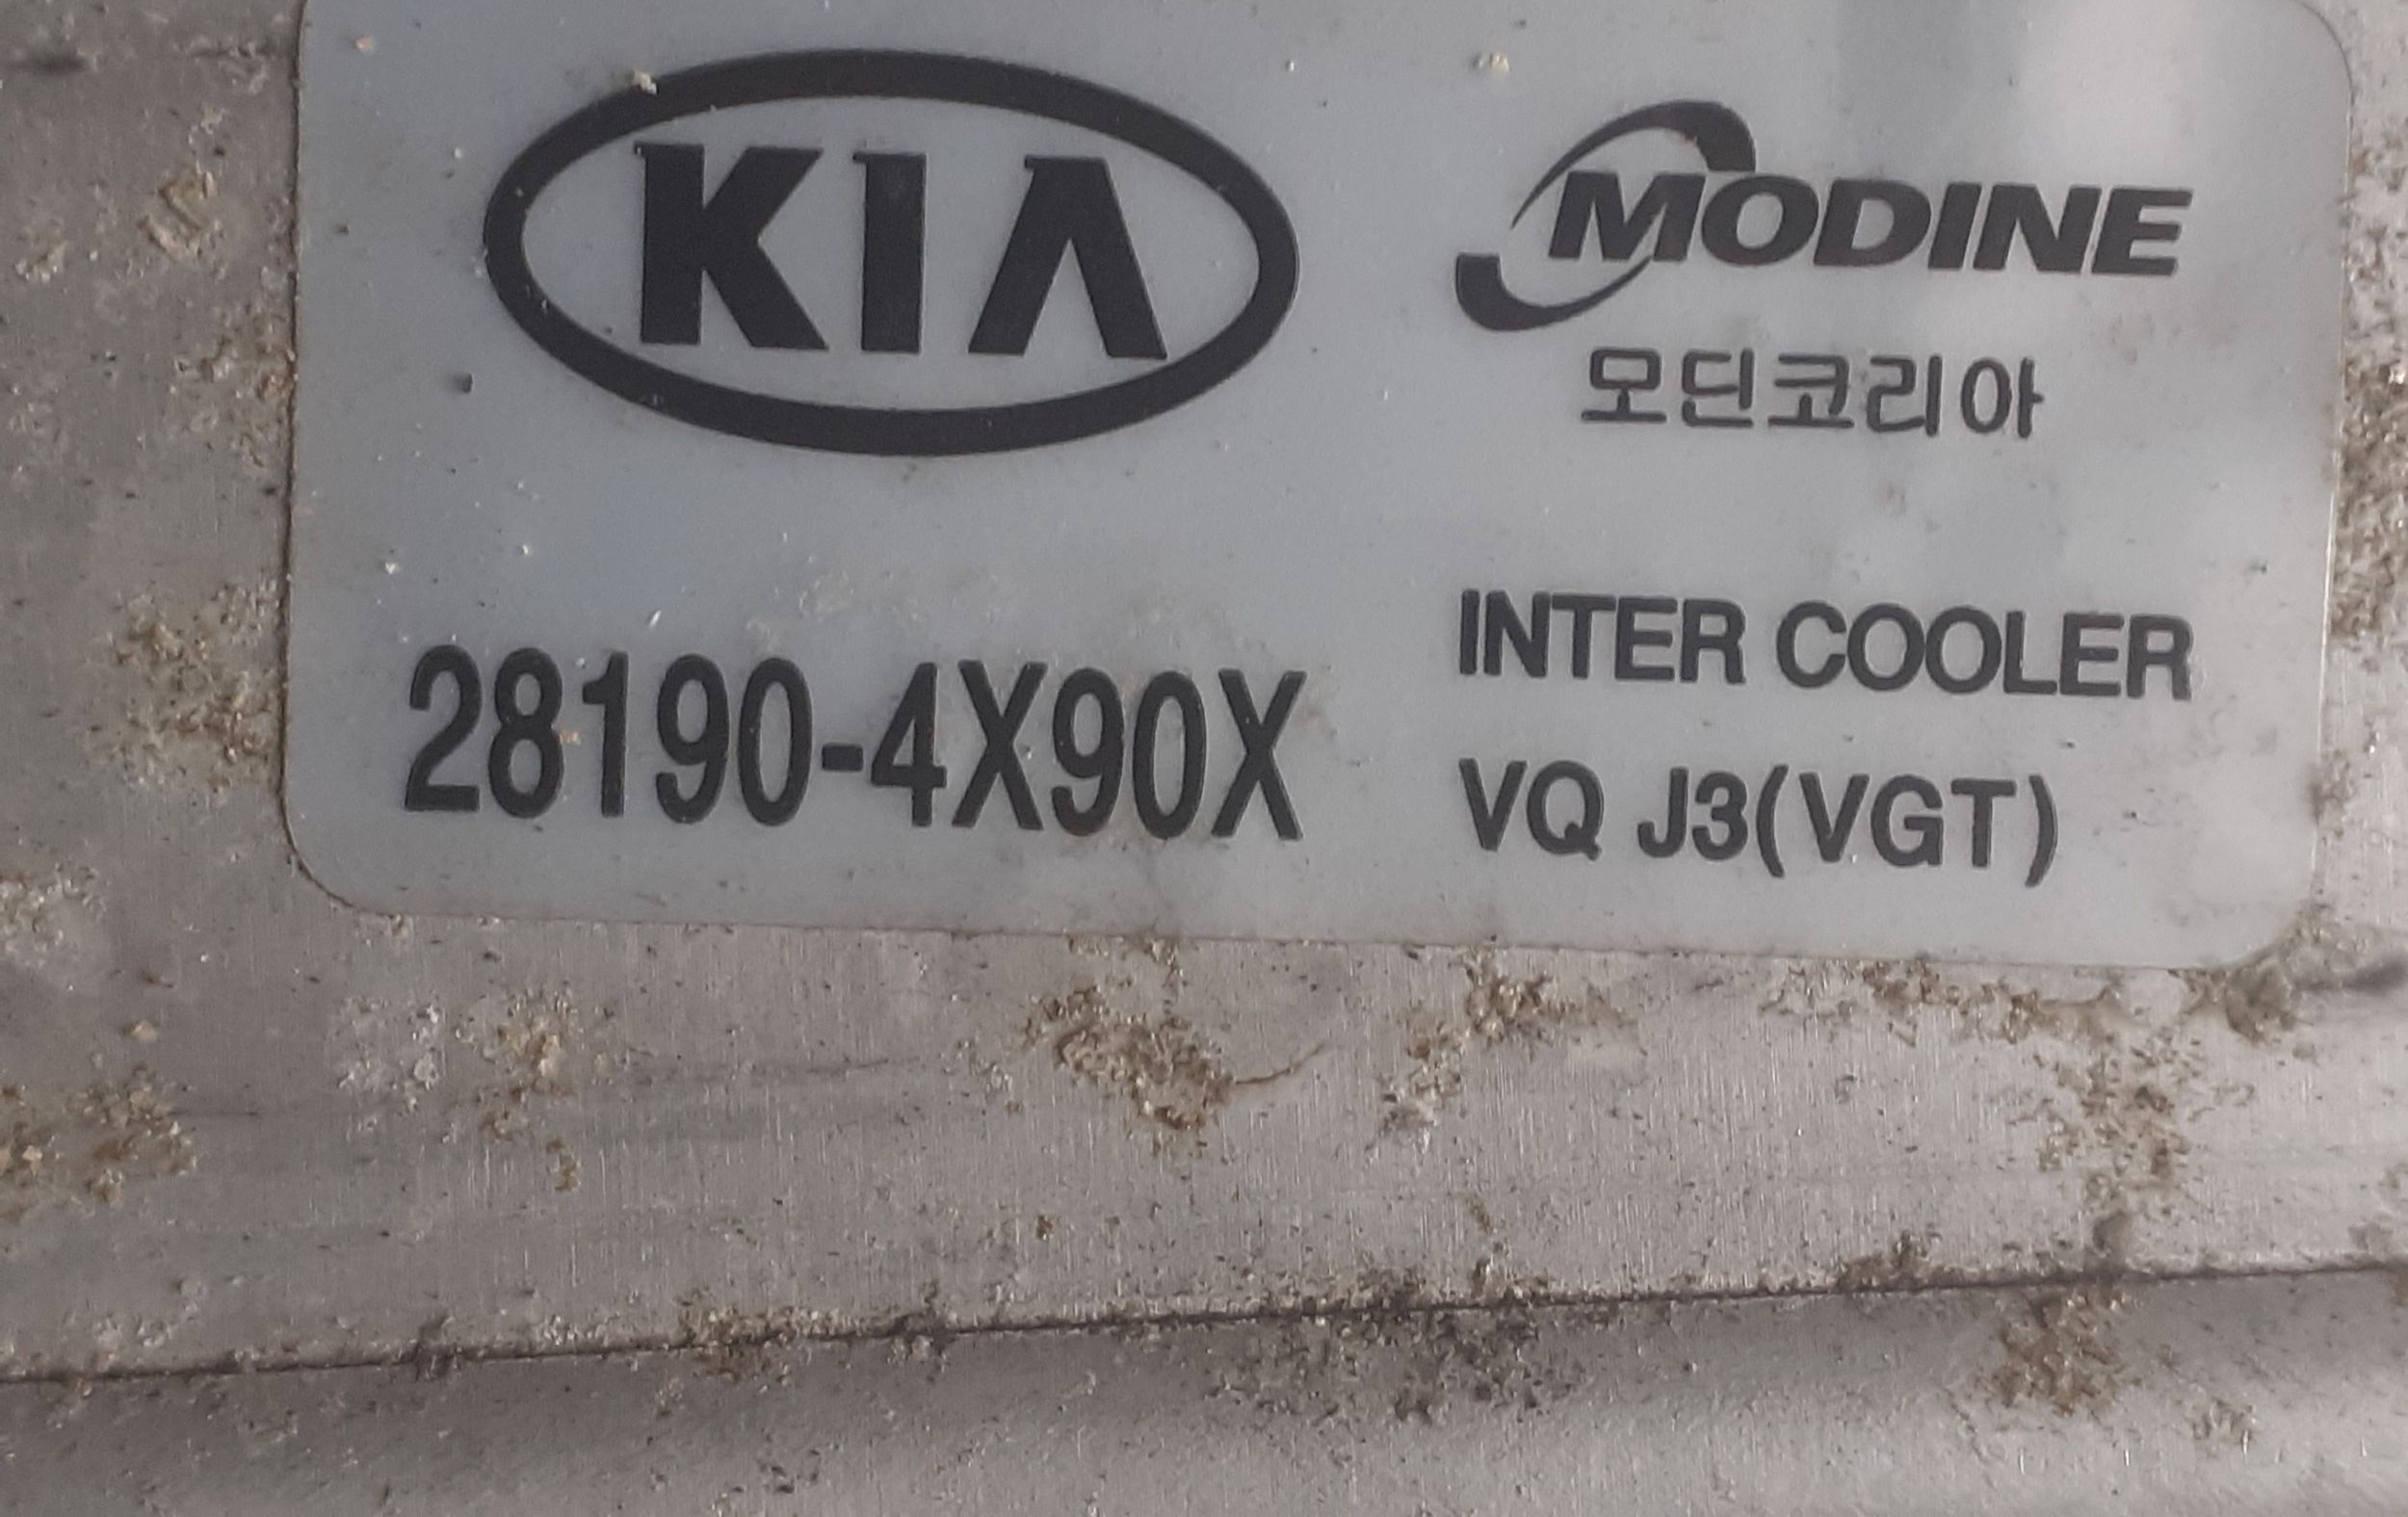 KIA
MODINE
모딘코리아
INTER COOLER
28190-4X90X
VQ J3(VGT)